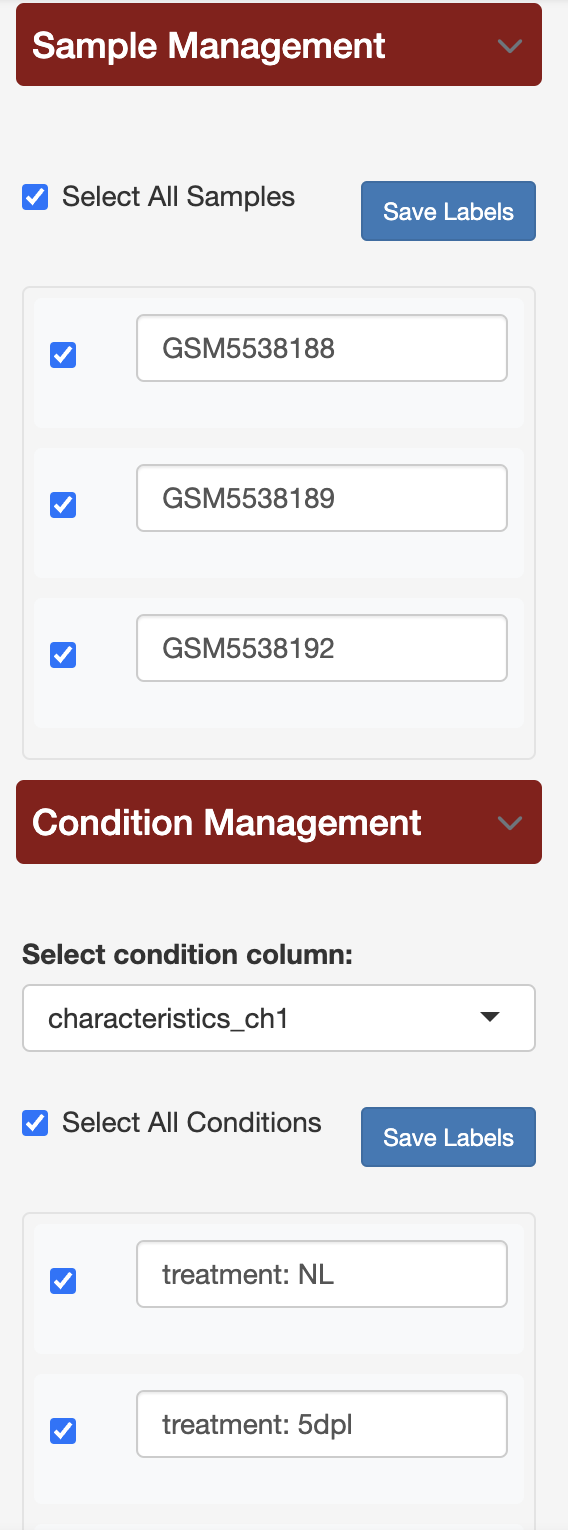 Sample Management
Select All Samples
Save Labels
GSM5538188
GSM5538189
GSM5538192
Condition Management
Select condition column:
characteristics_ch1
Select All Conditions
Save Labels
treatment: NL
treatment: 5dpl